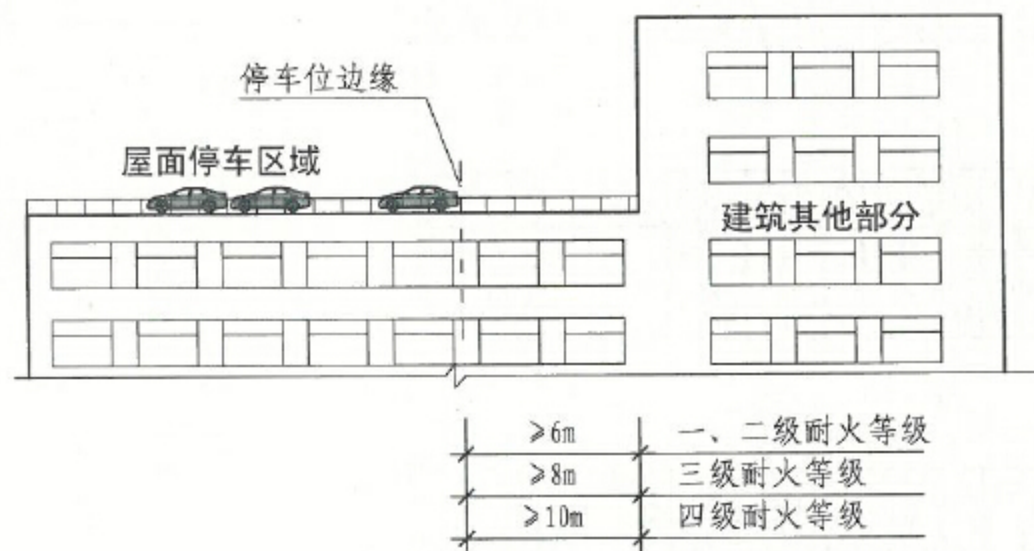 停车位边缘
屋面停车区域
建筑其他部分
≥6m 一、二级耐火等级
≥8m 三级耐火等级
≥10m 四级耐火等级